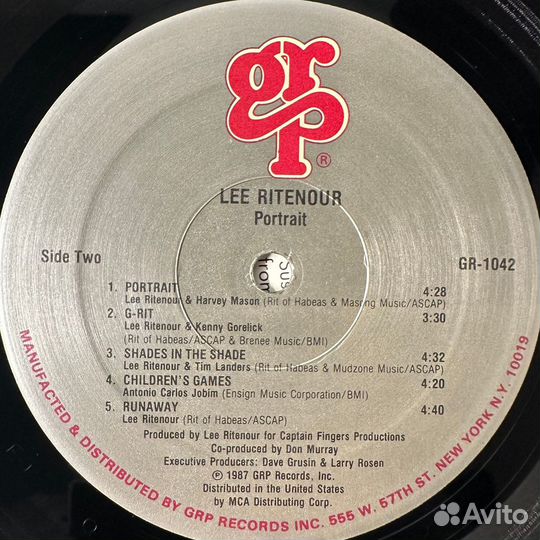 grp
®
LEE RITENOUR
Portrait
Side Two
GR-1042
Sus
from
1. PORTRAIT 4:28
Lee Ritenour & Harvey Mason (Rit of Habeas & Masong Music/ASCAP)
2. G-RIT 3:30
Lee Ritenour & Kenny Gorelick
(Rit of Habeas/ASCAP & Brenee Music/BMI)
3. SHADES IN THE SHADE 4:32
Lee Ritenour & Tim Landers (Rit of Habeas & Mudzone Music/ASCAP)
4. CHILDREN'S GAMES 4:20
Antonio Carlos Jobim (Ensign Music Corporation/BMI)
5. RUNAWAY 4:40
Lee Ritenour (Rit of Habeas/ASCAP)
Produced by Lee Ritenour for Captain Fingers Productions
Co-produced by Don Murray
Executive Producers: Dave Grusin & Larry Rosen
℗ 1987 GRP Records, Inc.
Distributed in the United States
by MCA Distributing Corp.
MANUFACTED & DISTRIBUTED BY GRP RECORDS INC. 555 W. 57TH ST. NEW YORK N.Y. 10019
Avito